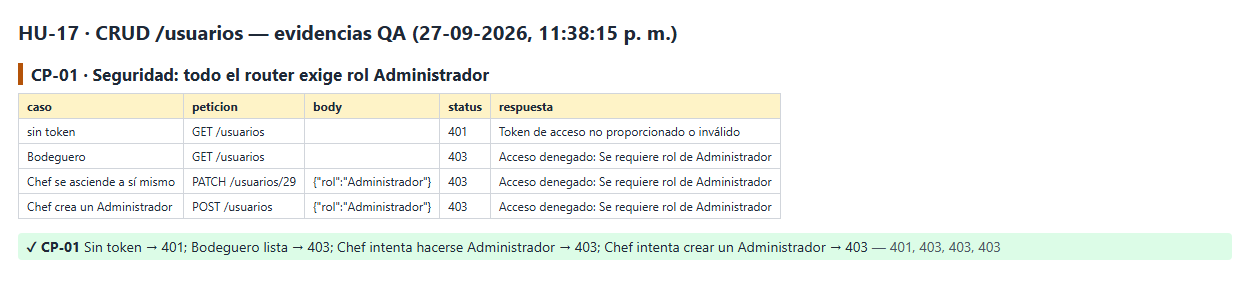 HU-17 · CRUD /usuarios — evidencias QA (27-09-2026, 11:38:15 p. m.)
CP-01 · Seguridad: todo el router exige rol Administrador
caso peticion body status respuesta
sin token GET /usuarios 401 Token de acceso no proporcionado o inválido
Bodeguero GET /usuarios 403 Acceso denegado: Se requiere rol de Administrador
Chef se asciende a sí mismo PATCH /usuarios/29 {"rol":"Administrador"} 403 Acceso denegado: Se requiere rol de Administrador
Chef crea un Administrador POST /usuarios {"rol":"Administrador"} 403 Acceso denegado: Se requiere rol de Administrador
✓ CP-01 Sin token → 401; Bodeguero lista → 403; Chef intenta hacerse Administrador → 403; Chef intenta crear un Administrador → 403 — 401, 403, 403, 403